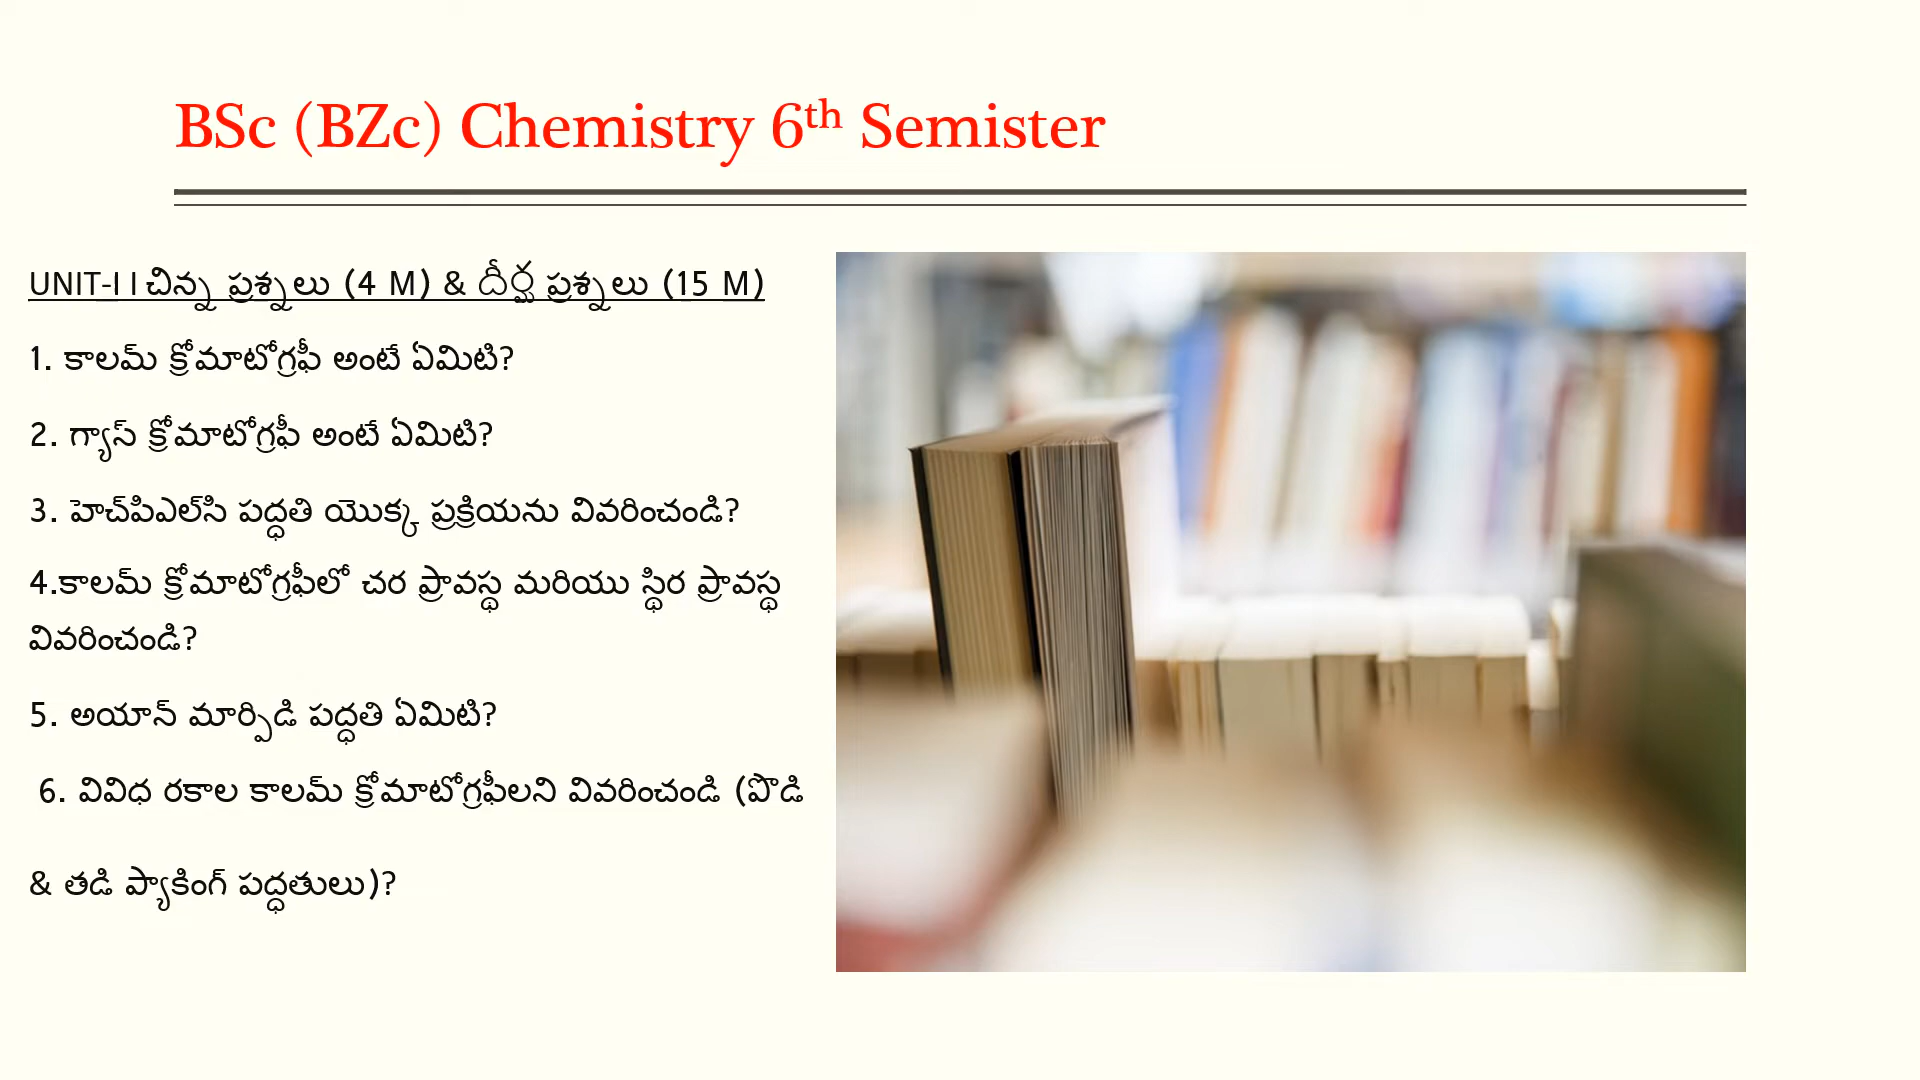 BSc (BZc) Chemistry 6th Semister
UNIT-I I చిన్న ప్రశ్నలు (4 M) & దీర్ఘ ప్రశ్నలు (15 M)
1. కాలమ్ క్రోమాటోగ్రఫీ అంటే ఏమిటి?
2. గ్యాస్ క్రోమాటోగ్రఫీ అంటే ఏమిటి?
3. హెచ్‌పిఎల్‌సి పద్ధతి యొక్క ప్రక్రియను వివరించండి?
4.కాలమ్ క్రోమాటోగ్రఫీలో చర ప్రావస్థ మరియు స్థిర ప్రావస్థ
వివరించండి?
5. అయాన్ మార్పిడి పద్ధతి ఏమిటి?
6. వివిధ రకాల కాలమ్ క్రోమాటోగ్రఫీలని వివరించండి (పొడి
& తడి ప్యాకింగ్ పద్ధతులు)?